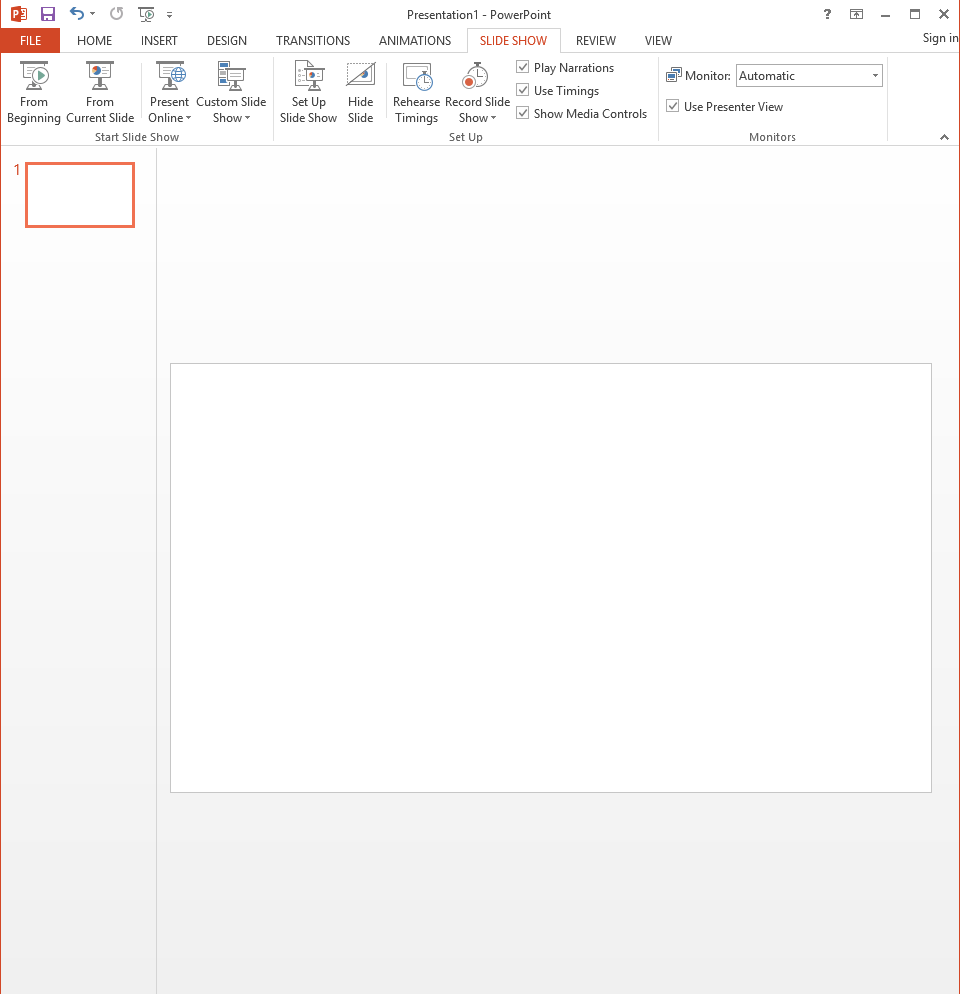 Presentation1 - PowerPoint
?
Sign in
FILE HOME INSERT DESIGN TRANSITIONS ANIMATIONS SLIDE SHOW REVIEW VIEW
From Beginning
From Current Slide
Present Online
Custom Slide Show
Start Slide Show
Set Up Slide Show
Hide Slide
Rehearse Timings
Record Slide Show
Play Narrations
Use Timings
Show Media Controls
Set Up
Monitor: Automatic
Use Presenter View
Monitors
1